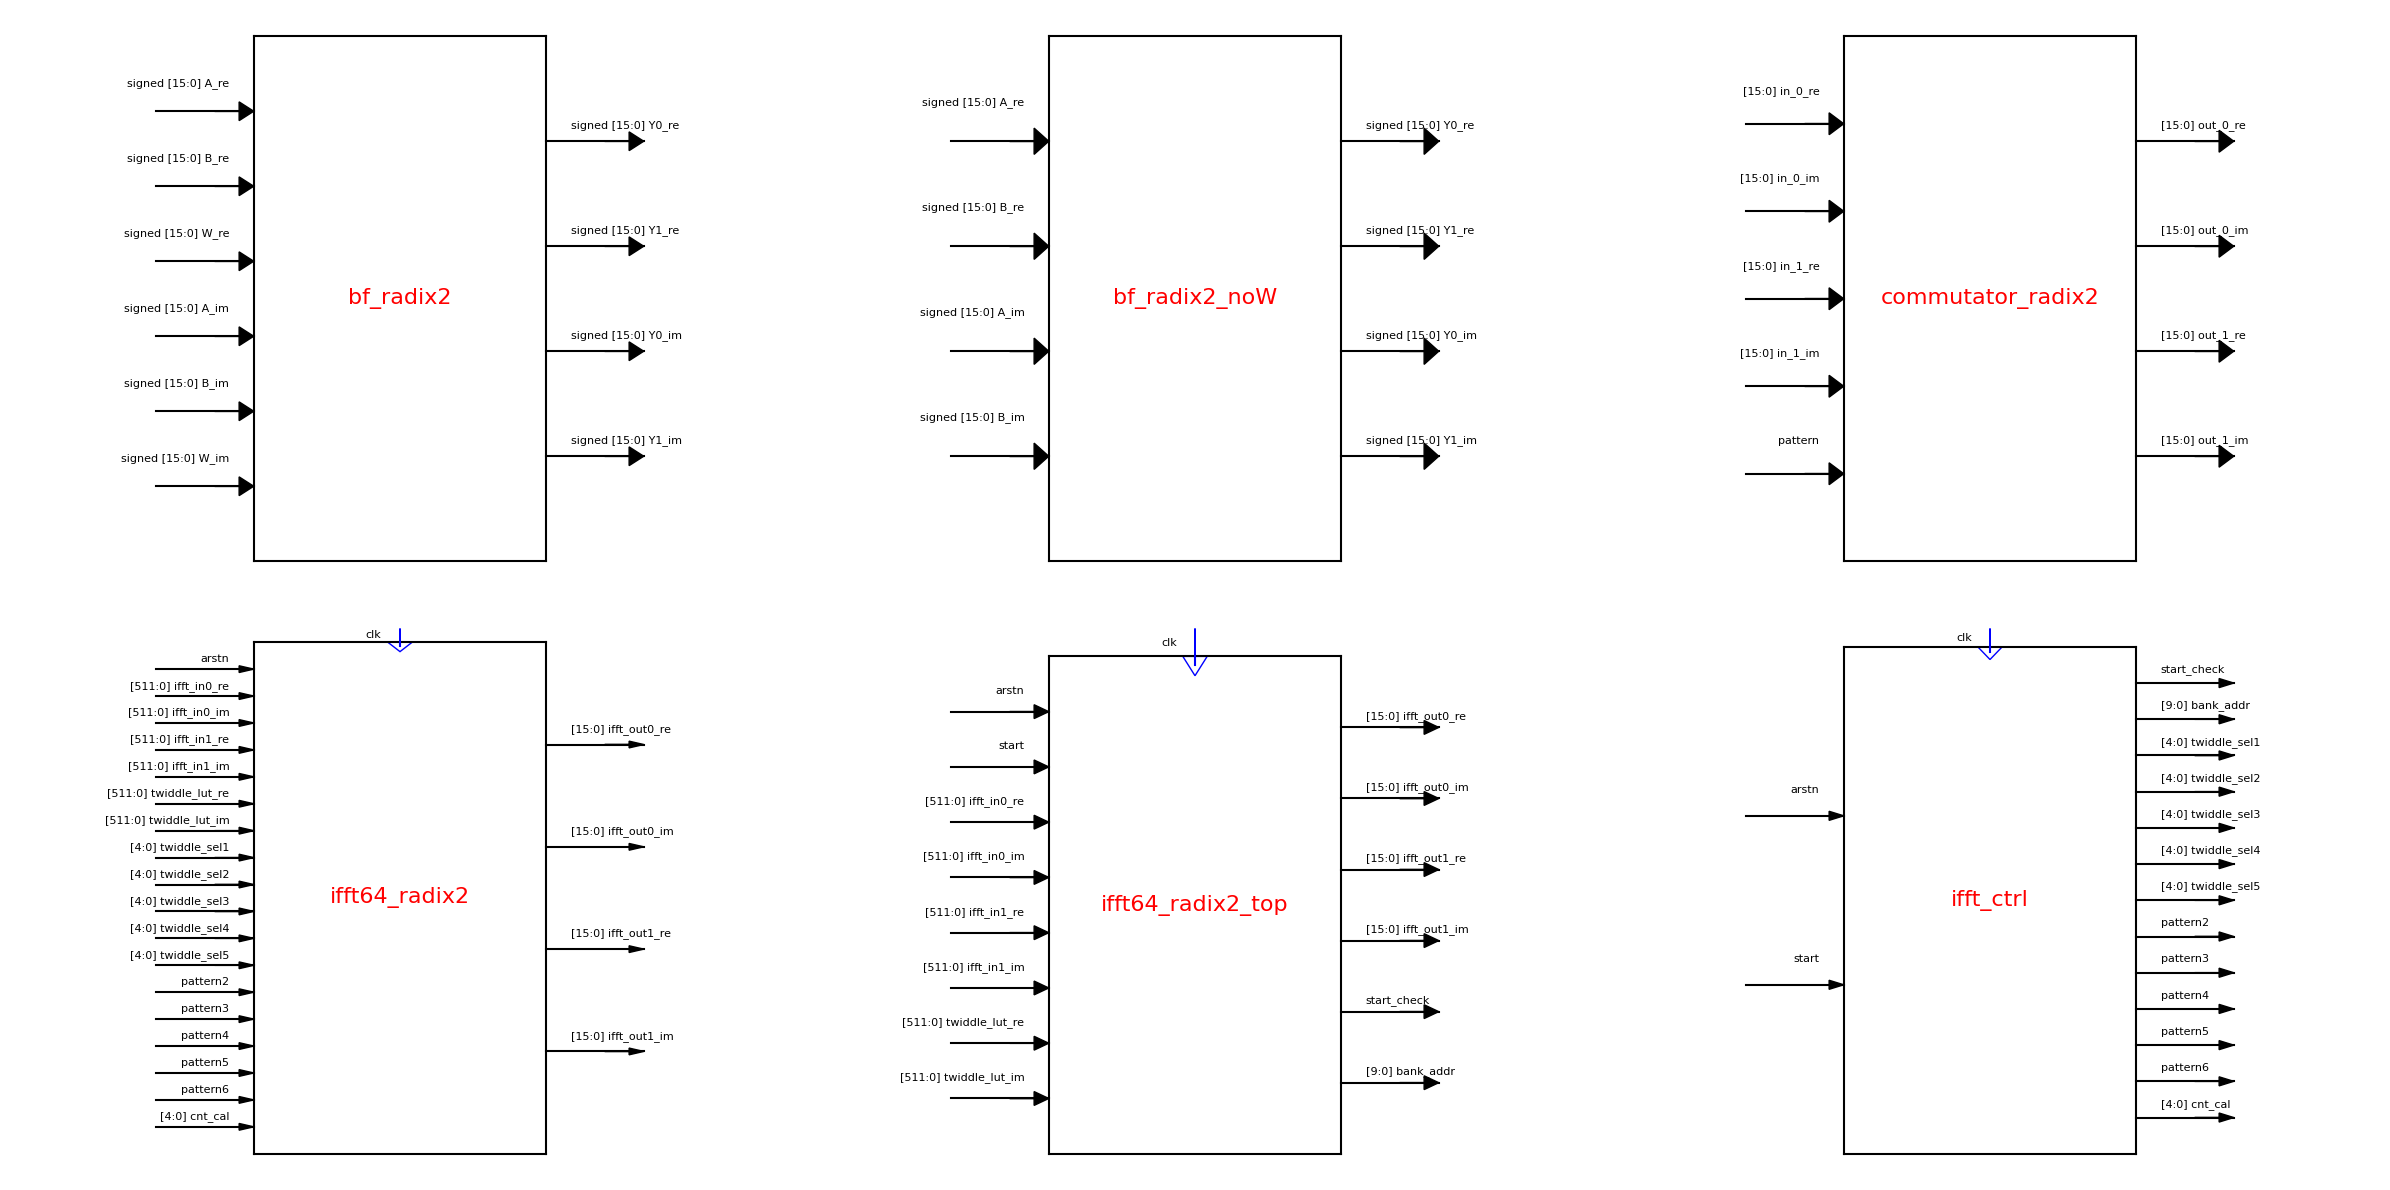 signed [15:0] A_re
signed [15:0] B_re
signed [15:0] W_re
signed [15:0] A_im
signed [15:0] B_im
signed [15:0] W_im
bf_radix2
signed [15:0] Y0_re
signed [15:0] Y1_re
signed [15:0] Y0_im
signed [15:0] Y1_im
signed [15:0] A_re
signed [15:0] B_re
signed [15:0] A_im
signed [15:0] B_im
bf_radix2_noW
signed [15:0] Y0_re
signed [15:0] Y1_re
signed [15:0] Y0_im
signed [15:0] Y1_im
[15:0] in_0_re
[15:0] in_0_im
[15:0] in_1_re
[15:0] in_1_im
pattern
commutator_radix2
[15:0] out_0_re
[15:0] out_0_im
[15:0] out_1_re
[15:0] out_1_im
clk
arstn
[511:0] ifft_in0_re
[511:0] ifft_in0_im
[511:0] ifft_in1_re
[511:0] ifft_in1_im
[511:0] twiddle_lut_re
[511:0] twiddle_lut_im
[4:0] twiddle_sel1
[4:0] twiddle_sel2
[4:0] twiddle_sel3
[4:0] twiddle_sel4
[4:0] twiddle_sel5
pattern2
pattern3
pattern4
pattern5
pattern6
[4:0] cnt_cal
ifft64_radix2
[15:0] ifft_out0_re
[15:0] ifft_out0_im
[15:0] ifft_out1_re
[15:0] ifft_out1_im
clk
arstn
start
[511:0] ifft_in0_re
[511:0] ifft_in0_im
[511:0] ifft_in1_re
[511:0] ifft_in1_im
[511:0] twiddle_lut_re
[511:0] twiddle_lut_im
ifft64_radix2_top
[15:0] ifft_out0_re
[15:0] ifft_out0_im
[15:0] ifft_out1_re
[15:0] ifft_out1_im
start_check
[9:0] bank_addr
clk
arstn
start
ifft_ctrl
start_check
[9:0] bank_addr
[4:0] twiddle_sel1
[4:0] twiddle_sel2
[4:0] twiddle_sel3
[4:0] twiddle_sel4
[4:0] twiddle_sel5
pattern2
pattern3
pattern4
pattern5
pattern6
[4:0] cnt_cal